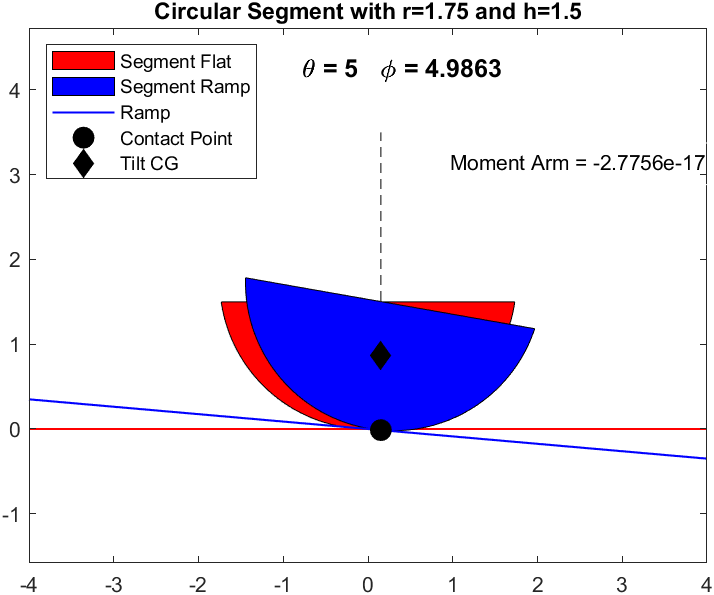 Circular Segment with r=1.75 and h=1.5
Segment Flat
Segment Ramp
Ramp
Contact Point
Tilt CG
θ = 5 ϕ = 4.9863
Moment Arm = -2.7756e-17
4
3
2
1
0
-1
-4 -3 -2 -1 0 1 2 3 4